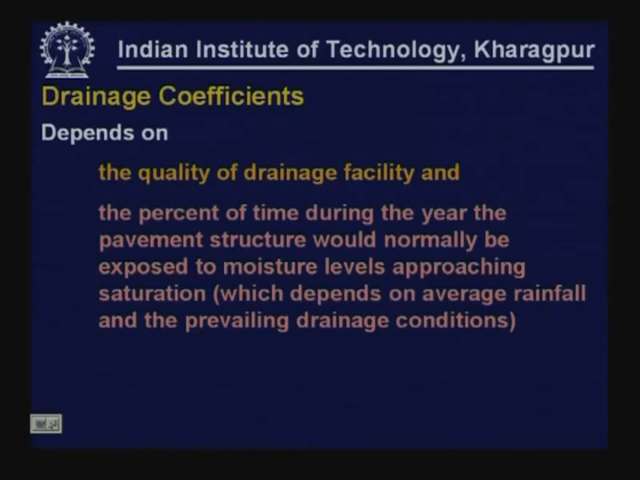 Indian Institute of Technology, Kharagpur
Drainage Coefficients
Depends on
the quality of drainage facility and
the percent of time during the year the
pavement structure would normally be
exposed to moisture levels approaching
saturation (which depends on average rainfall
and the prevailing drainage conditions)